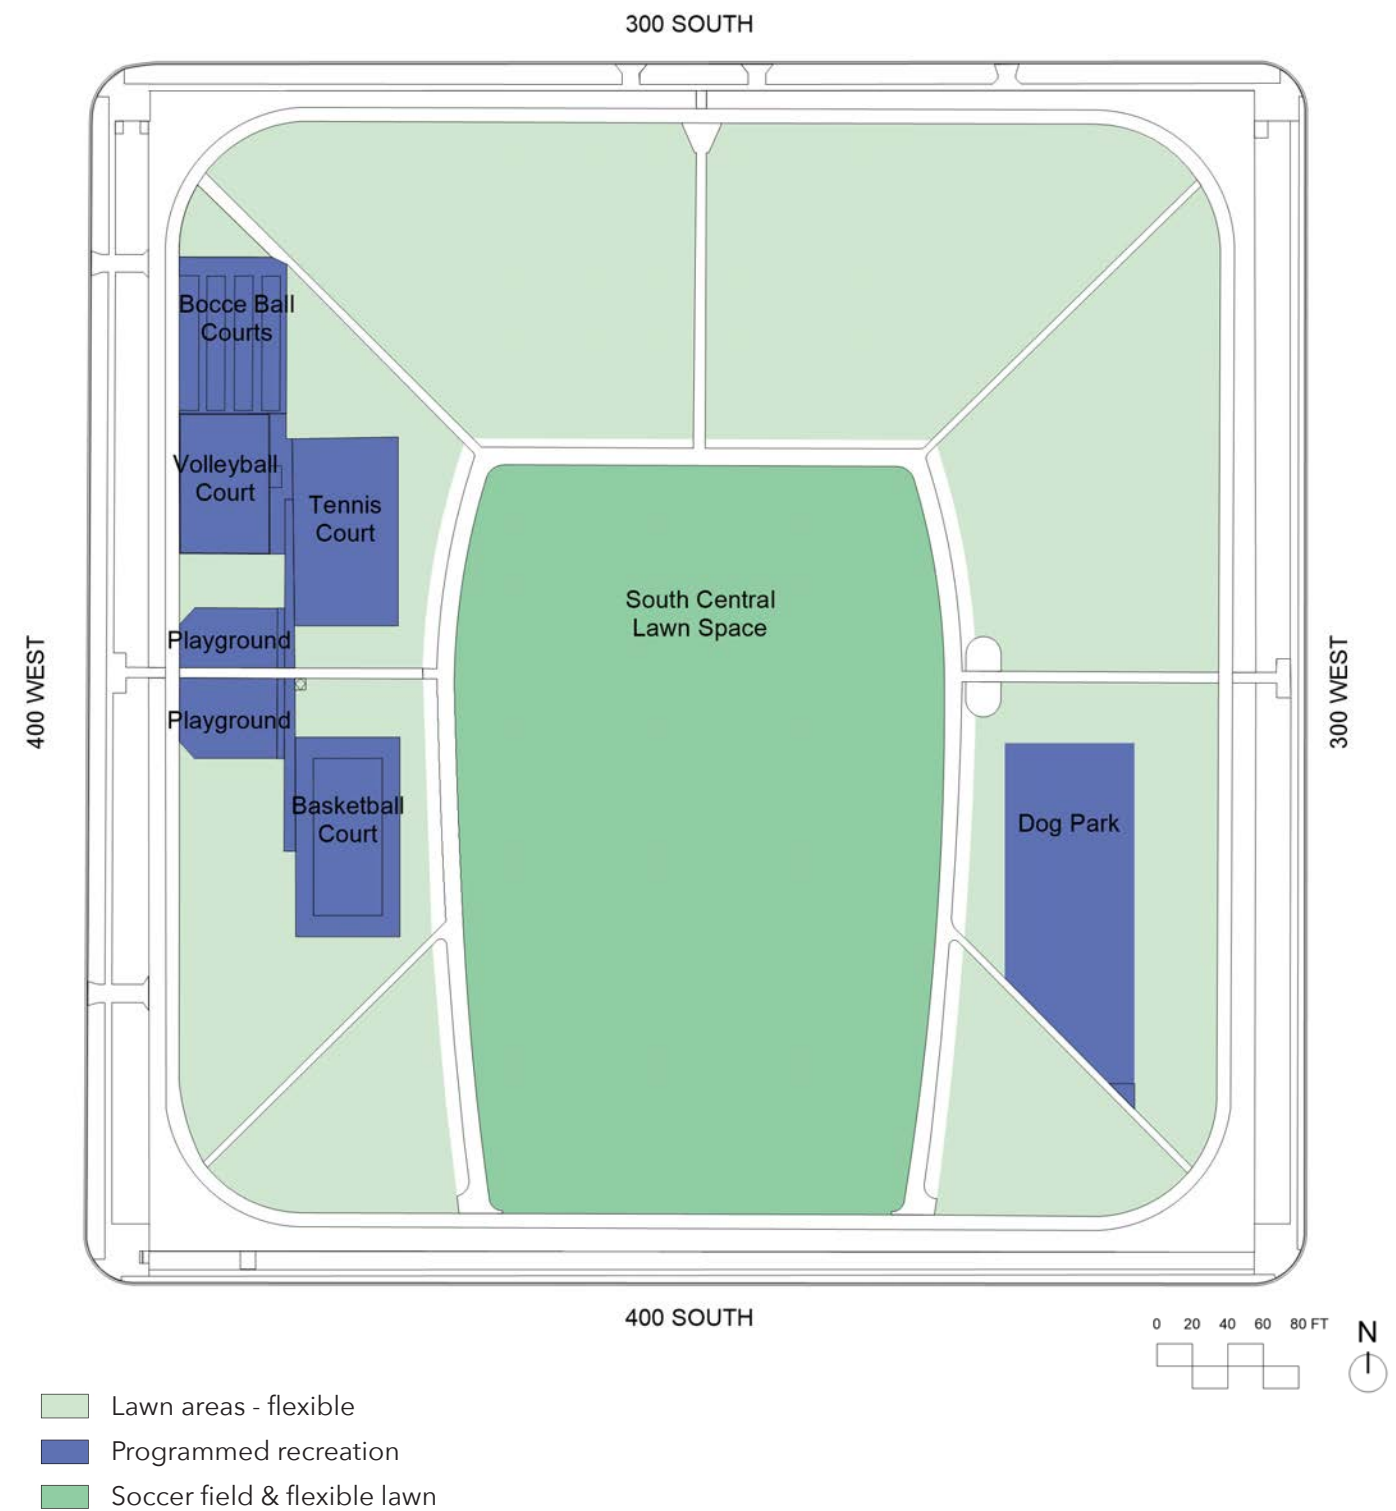 300 SOUTH
Bocce Ball
Courts
Volleyball
Court
Tennis
Court
South Central
Lawn Space
Playground
400 WEST
300 WEST
Playground
Basketball
Court
Dog Park
400 SOUTH
0 20 40 60 80 FT
N
Lawn areas - flexible
Programmed recreation
Soccer field & flexible lawn